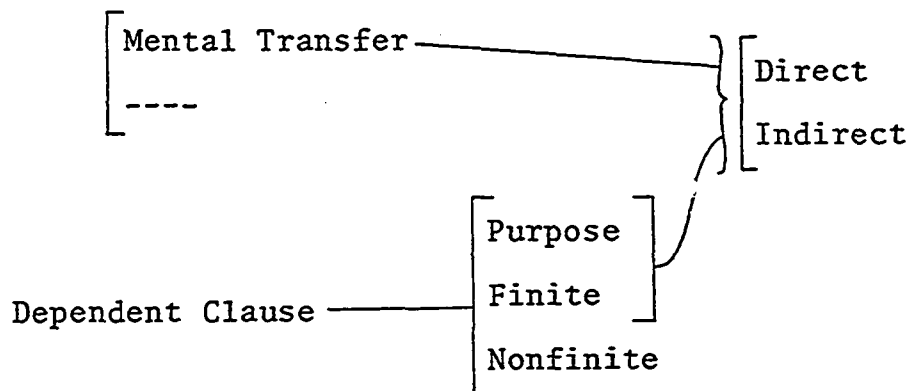 Mental Transfer
----
Direct
Indirect
Purpose
Finite
Dependent Clause
Nonfinite